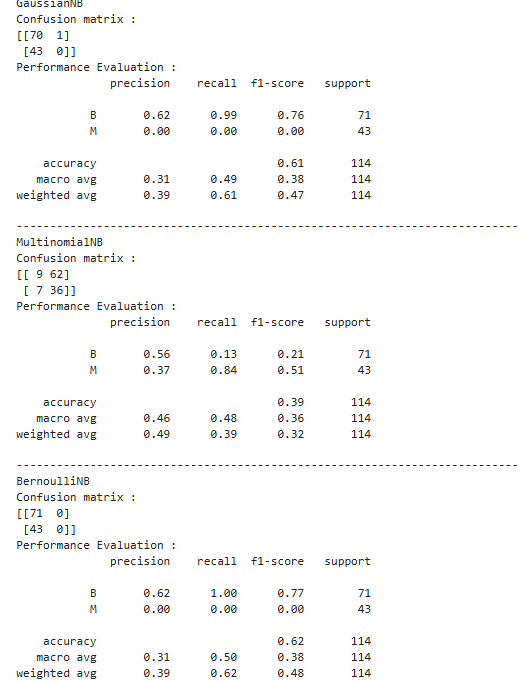 GaussianNB
Confusion matrix :
[[70  1]
 [43  0]]
Performance Evaluation :
              precision    recall  f1-score   support

           B       0.62      0.99      0.76        71
           M       0.00      0.00      0.00        43

    accuracy                           0.61       114
   macro avg       0.31      0.49      0.38       114
weighted avg       0.39      0.61      0.47       114

---------------------------------------------------------------------------
MultinomialNB
Confusion matrix :
[[ 9 62]
 [ 7 36]]
Performance Evaluation :
              precision    recall  f1-score   support

           B       0.56      0.13      0.21        71
           M       0.37      0.84      0.51        43

    accuracy                           0.39       114
   macro avg       0.46      0.48      0.36       114
weighted avg       0.49      0.39      0.32       114

---------------------------------------------------------------------------
BernoulliNB
Confusion matrix :
[[71  0]
 [43  0]]
Performance Evaluation :
              precision    recall  f1-score   support

           B       0.62      1.00      0.77        71
           M       0.00      0.00      0.00        43

    accuracy                           0.62       114
   macro avg       0.31      0.50      0.38       114
weighted avg       0.39      0.62      0.48       114